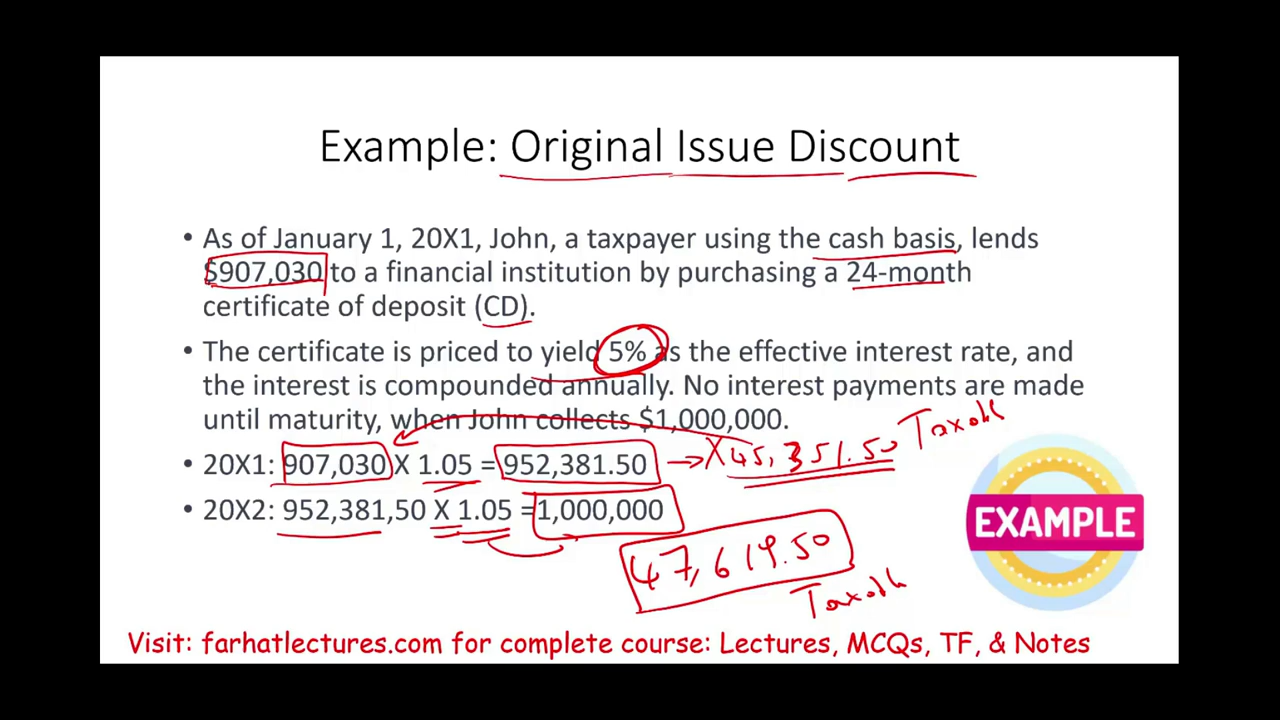 Example: Original Issue Discount
• As of January 1, 20X1, John, a taxpayer using the cash basis, lends
$907,030 to a financial institution by purchasing a 24-month
certificate of deposit (CD).
• The certificate is priced to yield 5% as the effective interest rate, and
the interest is compounded annually. No interest payments are made
until maturity, when John collects $1,000,000.
• 20X1: 907,030 X 1.05 = 952,381.50 → X 45,351.50 Taxable
• 20X2: 952,381,50 X 1.05 =1,000,000
EXAMPLE
47,619.50
Taxable
Visit: farhatlectures.com for complete course: Lectures, MCQs, TF, & Notes